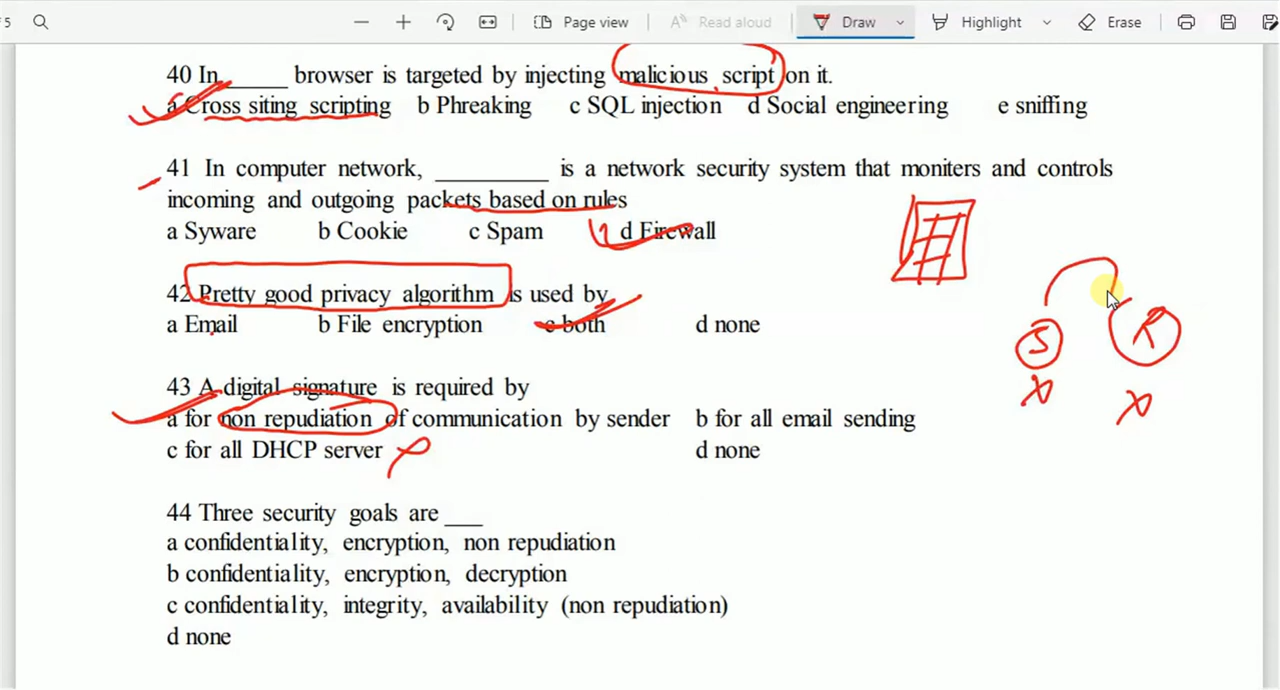 5
Page view
Read aloud
Draw
Highlight
Erase
40 In_____ browser is targeted by injecting malicious script on it.
a Cross siting scripting b Phreaking c SQL injection d Social engineering e sniffing
41 In computer network, _________ is a network security system that moniters and controls
incoming and outgoing packets based on rules
a Syware b Cookie c Spam d Firewall
42 Pretty good privacy algorithm is used by
a Email b File encryption c both d none
S R
43 A digital signature is required by
a for non repudiation of communication by sender b for all email sending
c for all DHCP server d none
44 Three security goals are ___
a confidentiality, encryption, non repudiation
b confidentiality, encryption, decryption
c confidentiality, integrity, availability (non repudiation)
d none